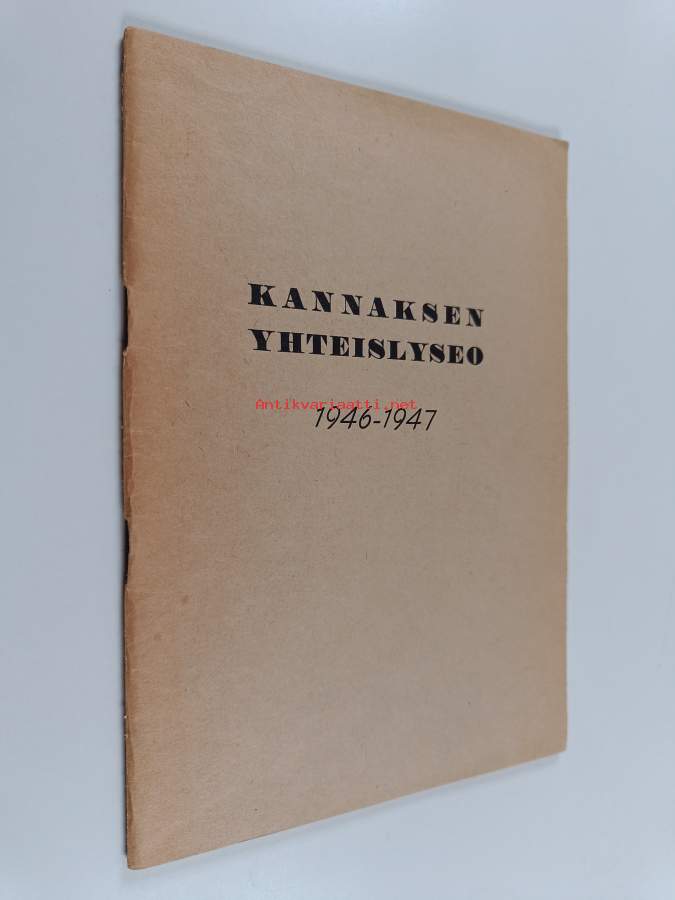 KANNAKSEN
YHTEISLYSEO
Antikvariaatti.net
1946-1947